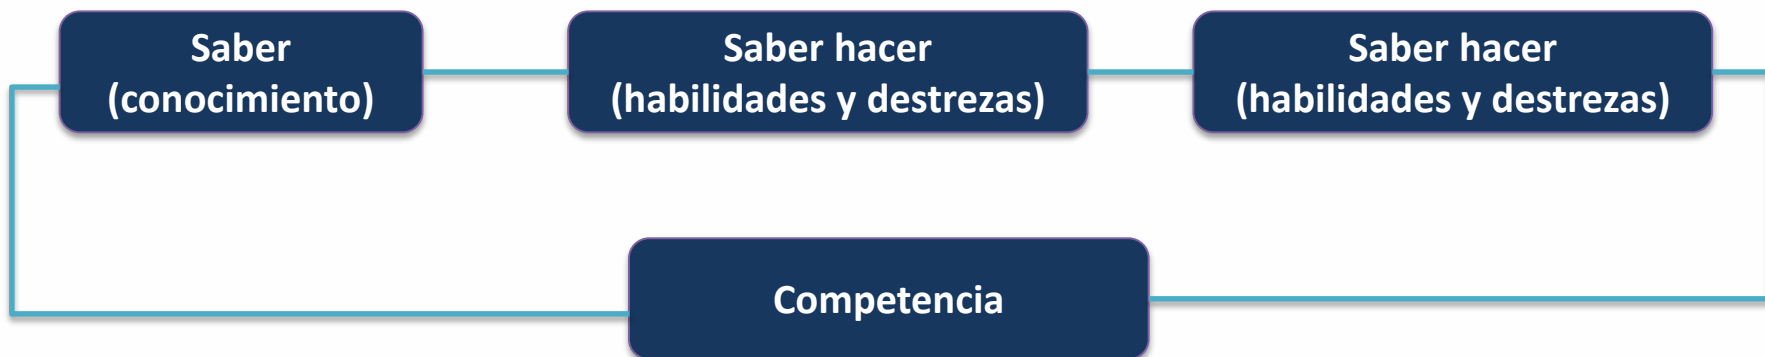 Saber
(conocimiento)
Saber hacer
(habilidades y destrezas)
Saber hacer
(habilidades y destrezas)
Competencia